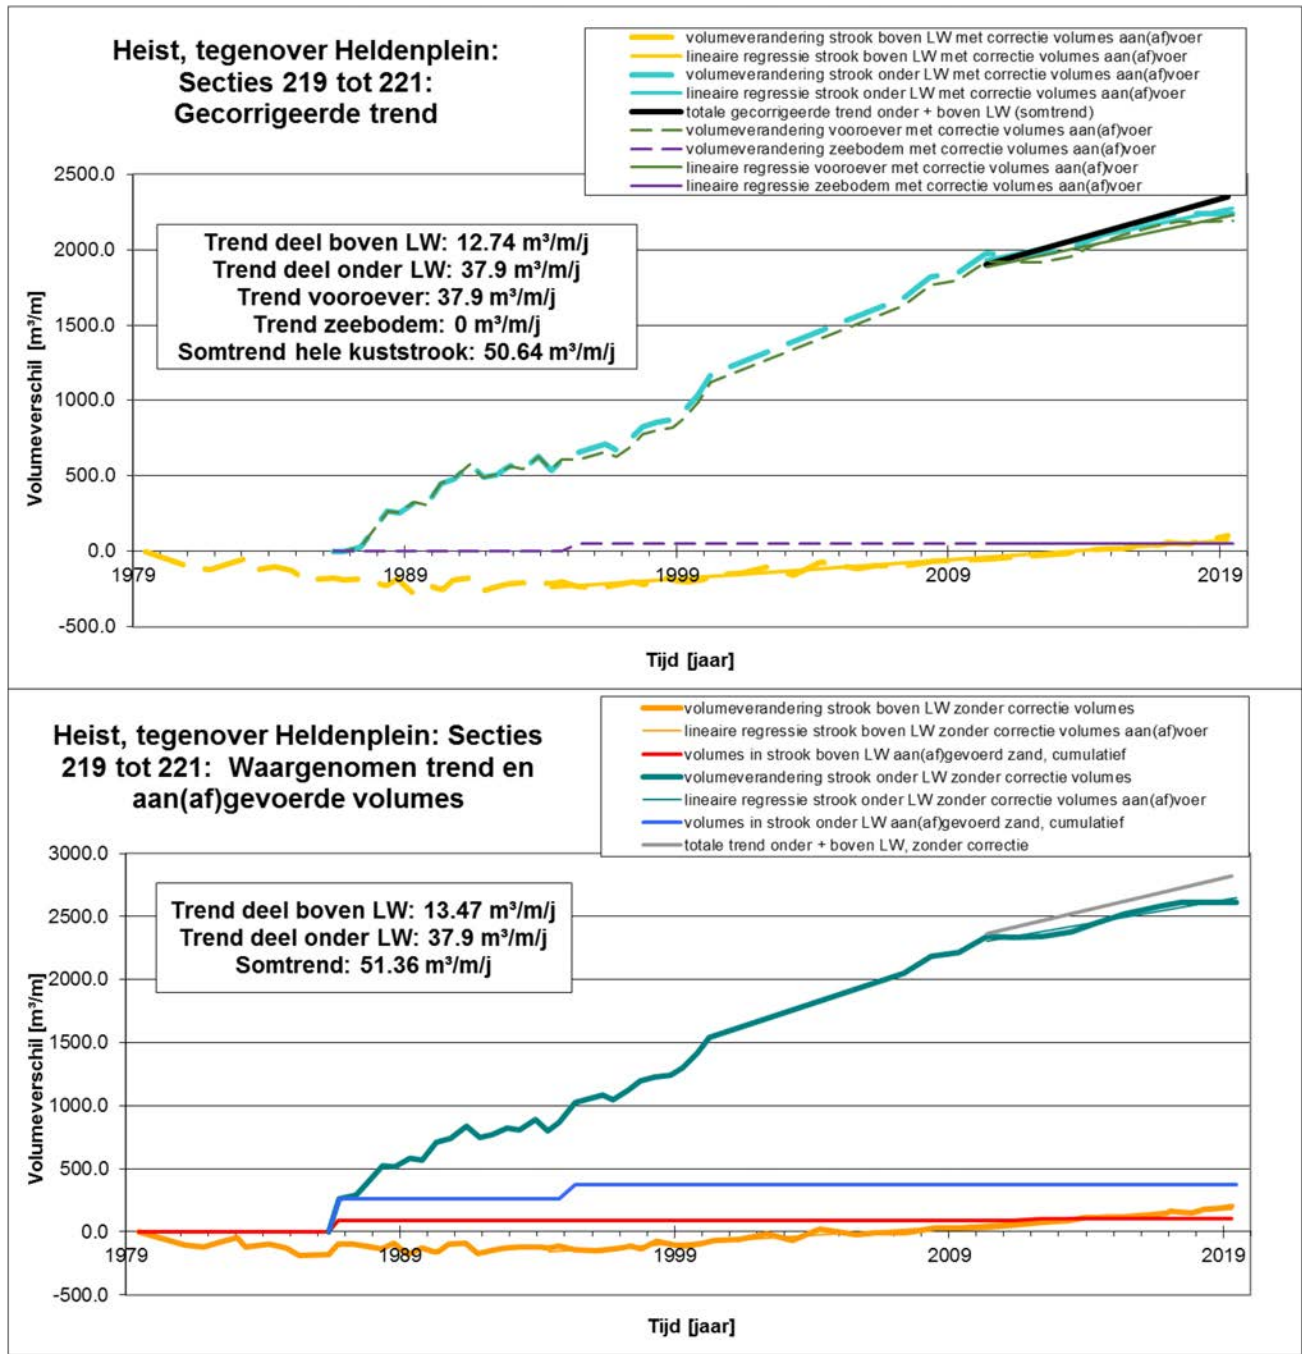 Heist, tegenover Heldenplein:
Secties 219 tot 221:
Gecorrigeerde trend
volumeverandering strook boven LW met correctie volumes aan(af)voer
lineaire regressie strook boven LW met correctie volumes aan(af)voer
volumeverandering strook onder LW met correctie volumes aan(af)voer
lineaire regressie strook onder LW met correctie volumes aan(af)voer
totale gecorrigeerde trend onder + boven LW (somtrend)
volumeverandering vooroever met correctie volumes aan(af)voer
volumeverandering zeebodem met correctie volumes aan(af)voer
lineaire regressie vooroever met correctie volumes aan(af)voer
lineaire regressie zeebodem met correctie volumes aan(af)voer
Volumeverschil [m³/m]
2500.0
2000.0
1500.0
1000.0
500.0
0.0
-500.0
Trend deel boven LW: 12.74 m³/m/j
Trend deel onder LW: 37.9 m³/m/j
Trend vooroever: 37.9 m³/m/j
Trend zeebodem: 0 m³/m/j
Somtrend hele kuststrook: 50.64 m³/m/j
1979 1989 1999 2009 2019
Tijd [jaar]
Heist, tegenover Heldenplein: Secties
219 tot 221: Waargenomen trend en
aan(af)gevoerde volumes
volumeverandering strook boven LW zonder correctie volumes
lineaire regressie strook boven LW zonder correctie volumes aan(af)voer
volumes in strook boven LW aan(af)gevoerd zand, cumulatief
volumeverandering strook onder LW zonder correctie volumes
lineaire regressie strook onder LW zonder correctie volumes aan(af)voer
volumes in strook onder LW aan(af)gevoerd zand, cumulatief
totale trend onder + boven LW, zonder correctie
Volumeverschil [m³/m]
3000.0
2500.0
2000.0
1500.0
1000.0
500.0
0.0
-500.0
Trend deel boven LW: 13.47 m³/m/j
Trend deel onder LW: 37.9 m³/m/j
Somtrend: 51.36 m³/m/j
1979 1989 1999 2009 2019
Tijd [jaar]